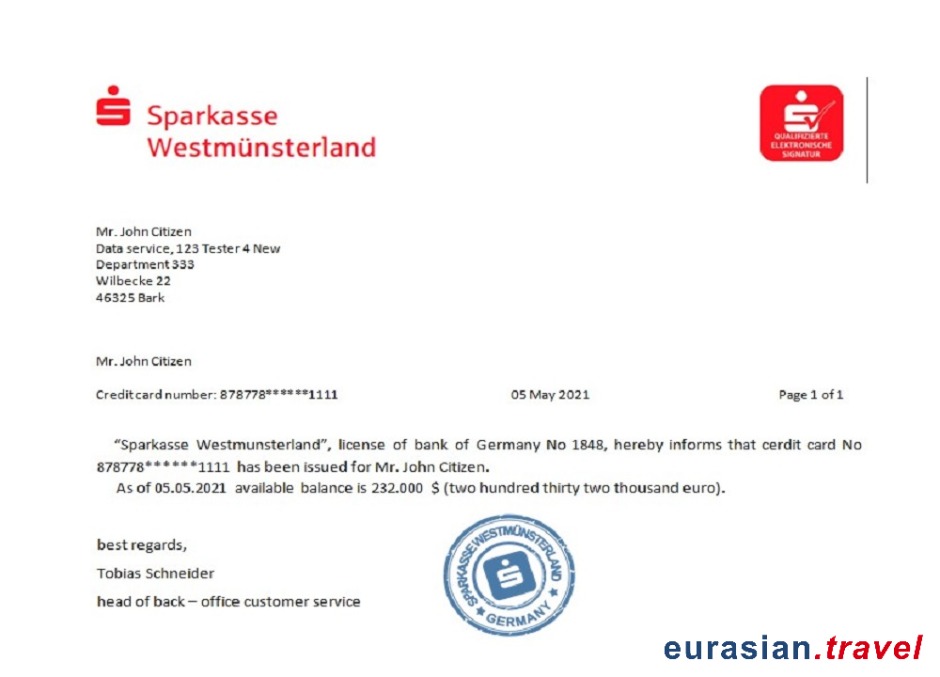 Sparkasse
Westmünsterland
QUALIFIZIERTE
ELEKTRONISCHE
SIGNATUR
Mr. John Citizen
Data service, 123 Tester 4 New
Department 333
Wilbecke 22
46325 Bark
Mr. John Citizen
Credit card number: 878778******1111 05 May 2021 Page 1 of 1
“Sparkasse Westmunsterland”, license of bank of Germany No 1848, hereby informs that cerdit card No
878778******1111 has been issued for Mr. John Citizen.
As of 05.05.2021 available balance is 232.000 $ (two hundred thirty two thousand euro).
best regards,
Tobias Schneider
head of back – office customer service
SPARKASSE WESTMÜNSTERLAND
GERMANY
eurasian.travel